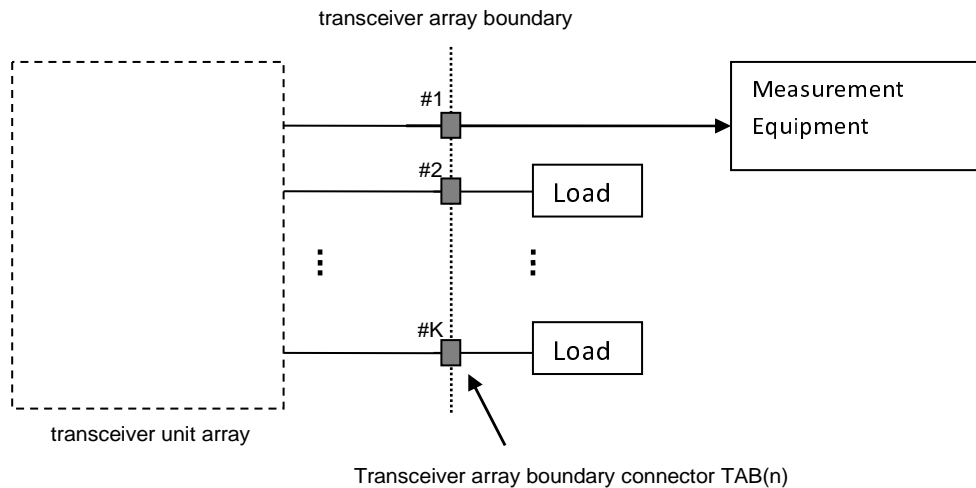 transceiver array boundary
#1
Measurement
Equipment
#2
Load
#K
Load
transceiver unit array
Transceiver array boundary connector TAB(n)